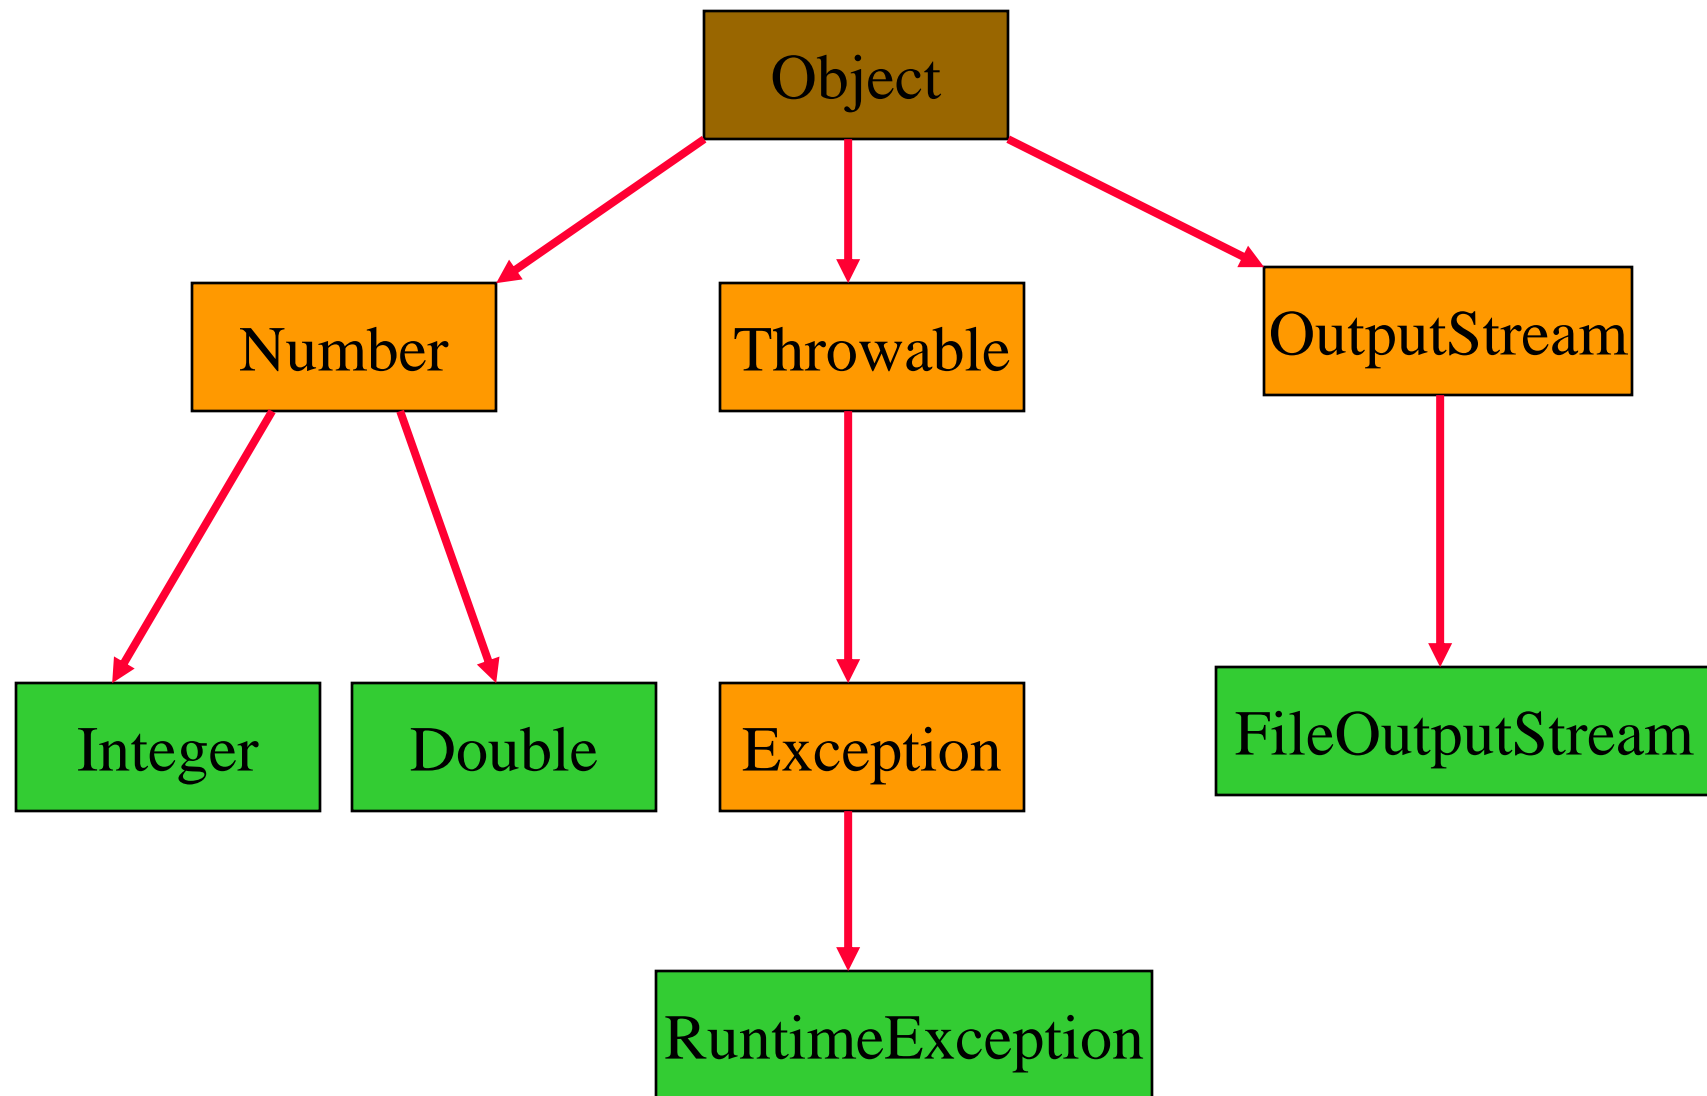 Object
Number
Throwable
OutputStream
Integer
Double
Exception
FileOutputStream
RuntimeException